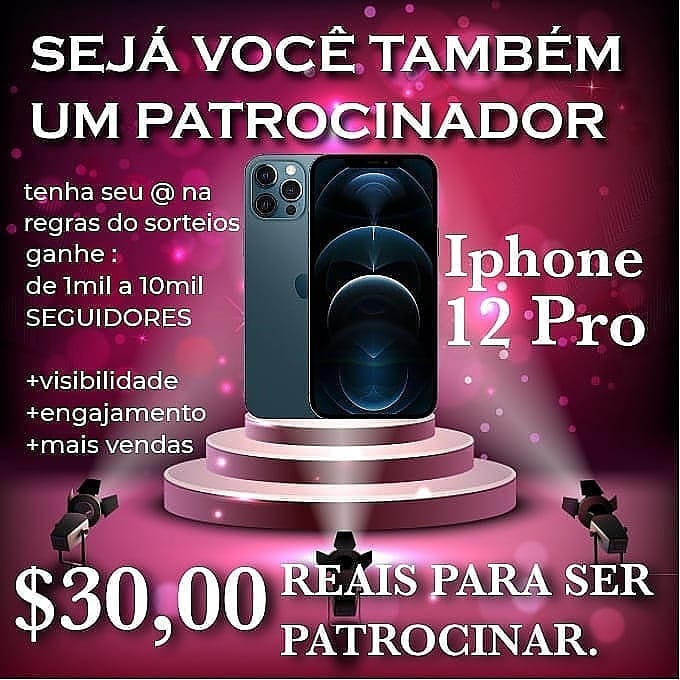 SEJÁ VOCÊ TAMBÉM
UM PATROCINADOR
tenha seu @ na
regras do sorteios
ganhe :
de 1mil a 10mil
SEGUIDORES
+visibilidade
+engajamento
+mais vendas
Iphone
12 Pro
$30,00 REAIS PARA SER
PATROCINAR.